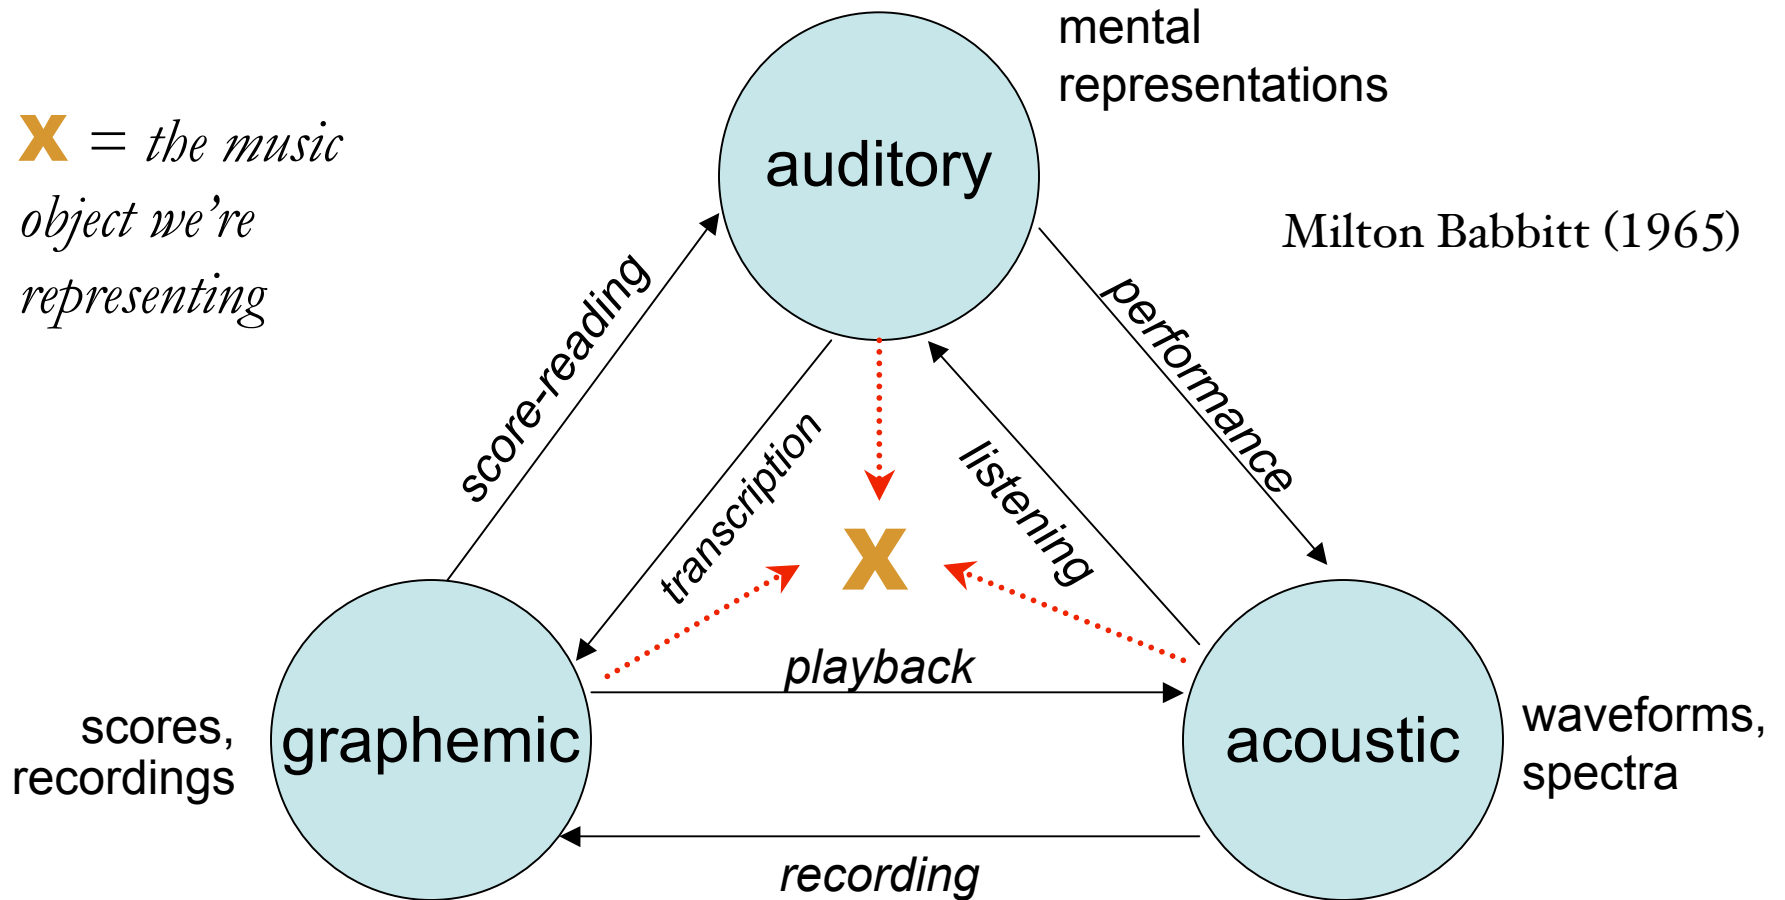 mental
representations
X = the music
object we're
representing
auditory
Milton Babbitt (1965)
score-reading
performance
transcription
listening
X
playback
scores,
recordings
graphemic
acoustic
waveforms,
spectra
recording